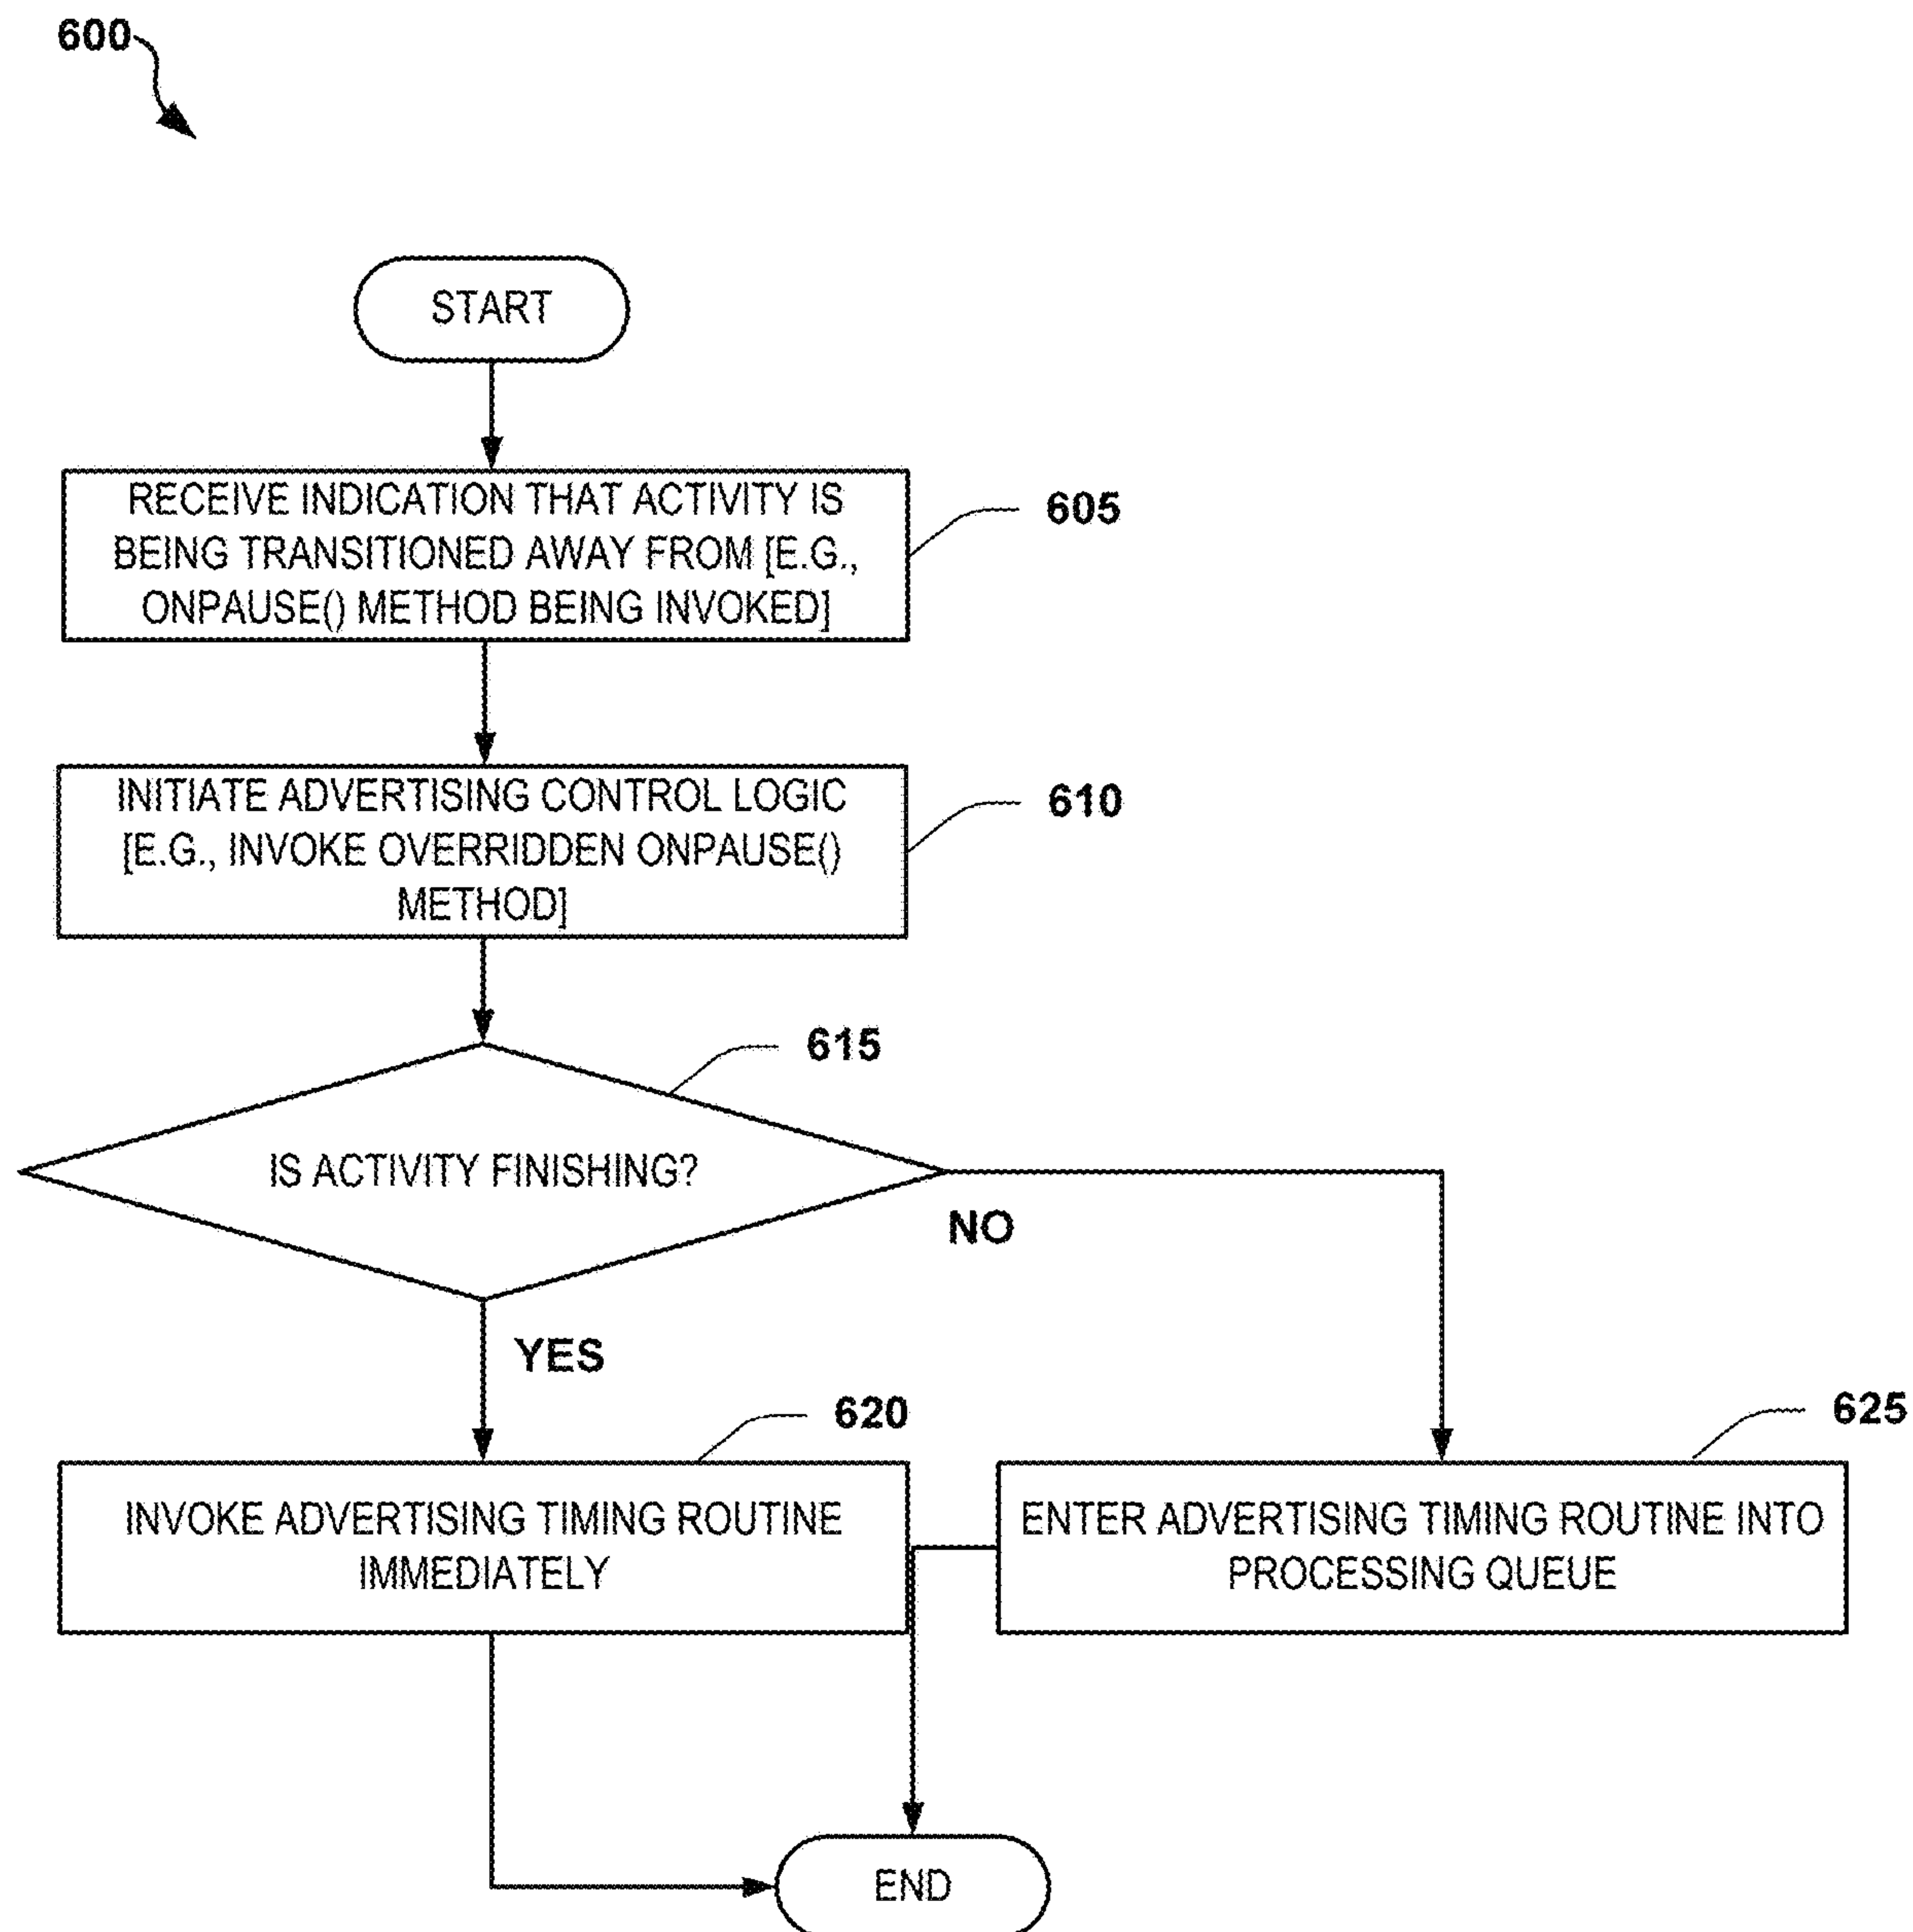 600
START
RECEIVE INDICATION THAT ACTIVITY IS
BEING TRANSITIONED AWAY FROM [E.G.,
ONPAUSE() METHOD BEING INVOKED]
605
INITIATE ADVERTISING CONTROL LOGIC
[E.G., INVOKE OVERRIDDEN ONPAUSE()
METHOD]
610
615
IS ACTIVITY FINISHING?
NO
YES
620
625
INVOKE ADVERTISING TIMING ROUTINE
IMMEDIATELY
ENTER ADVERTISING TIMING ROUTINE INTO
PROCESSING QUEUE
END